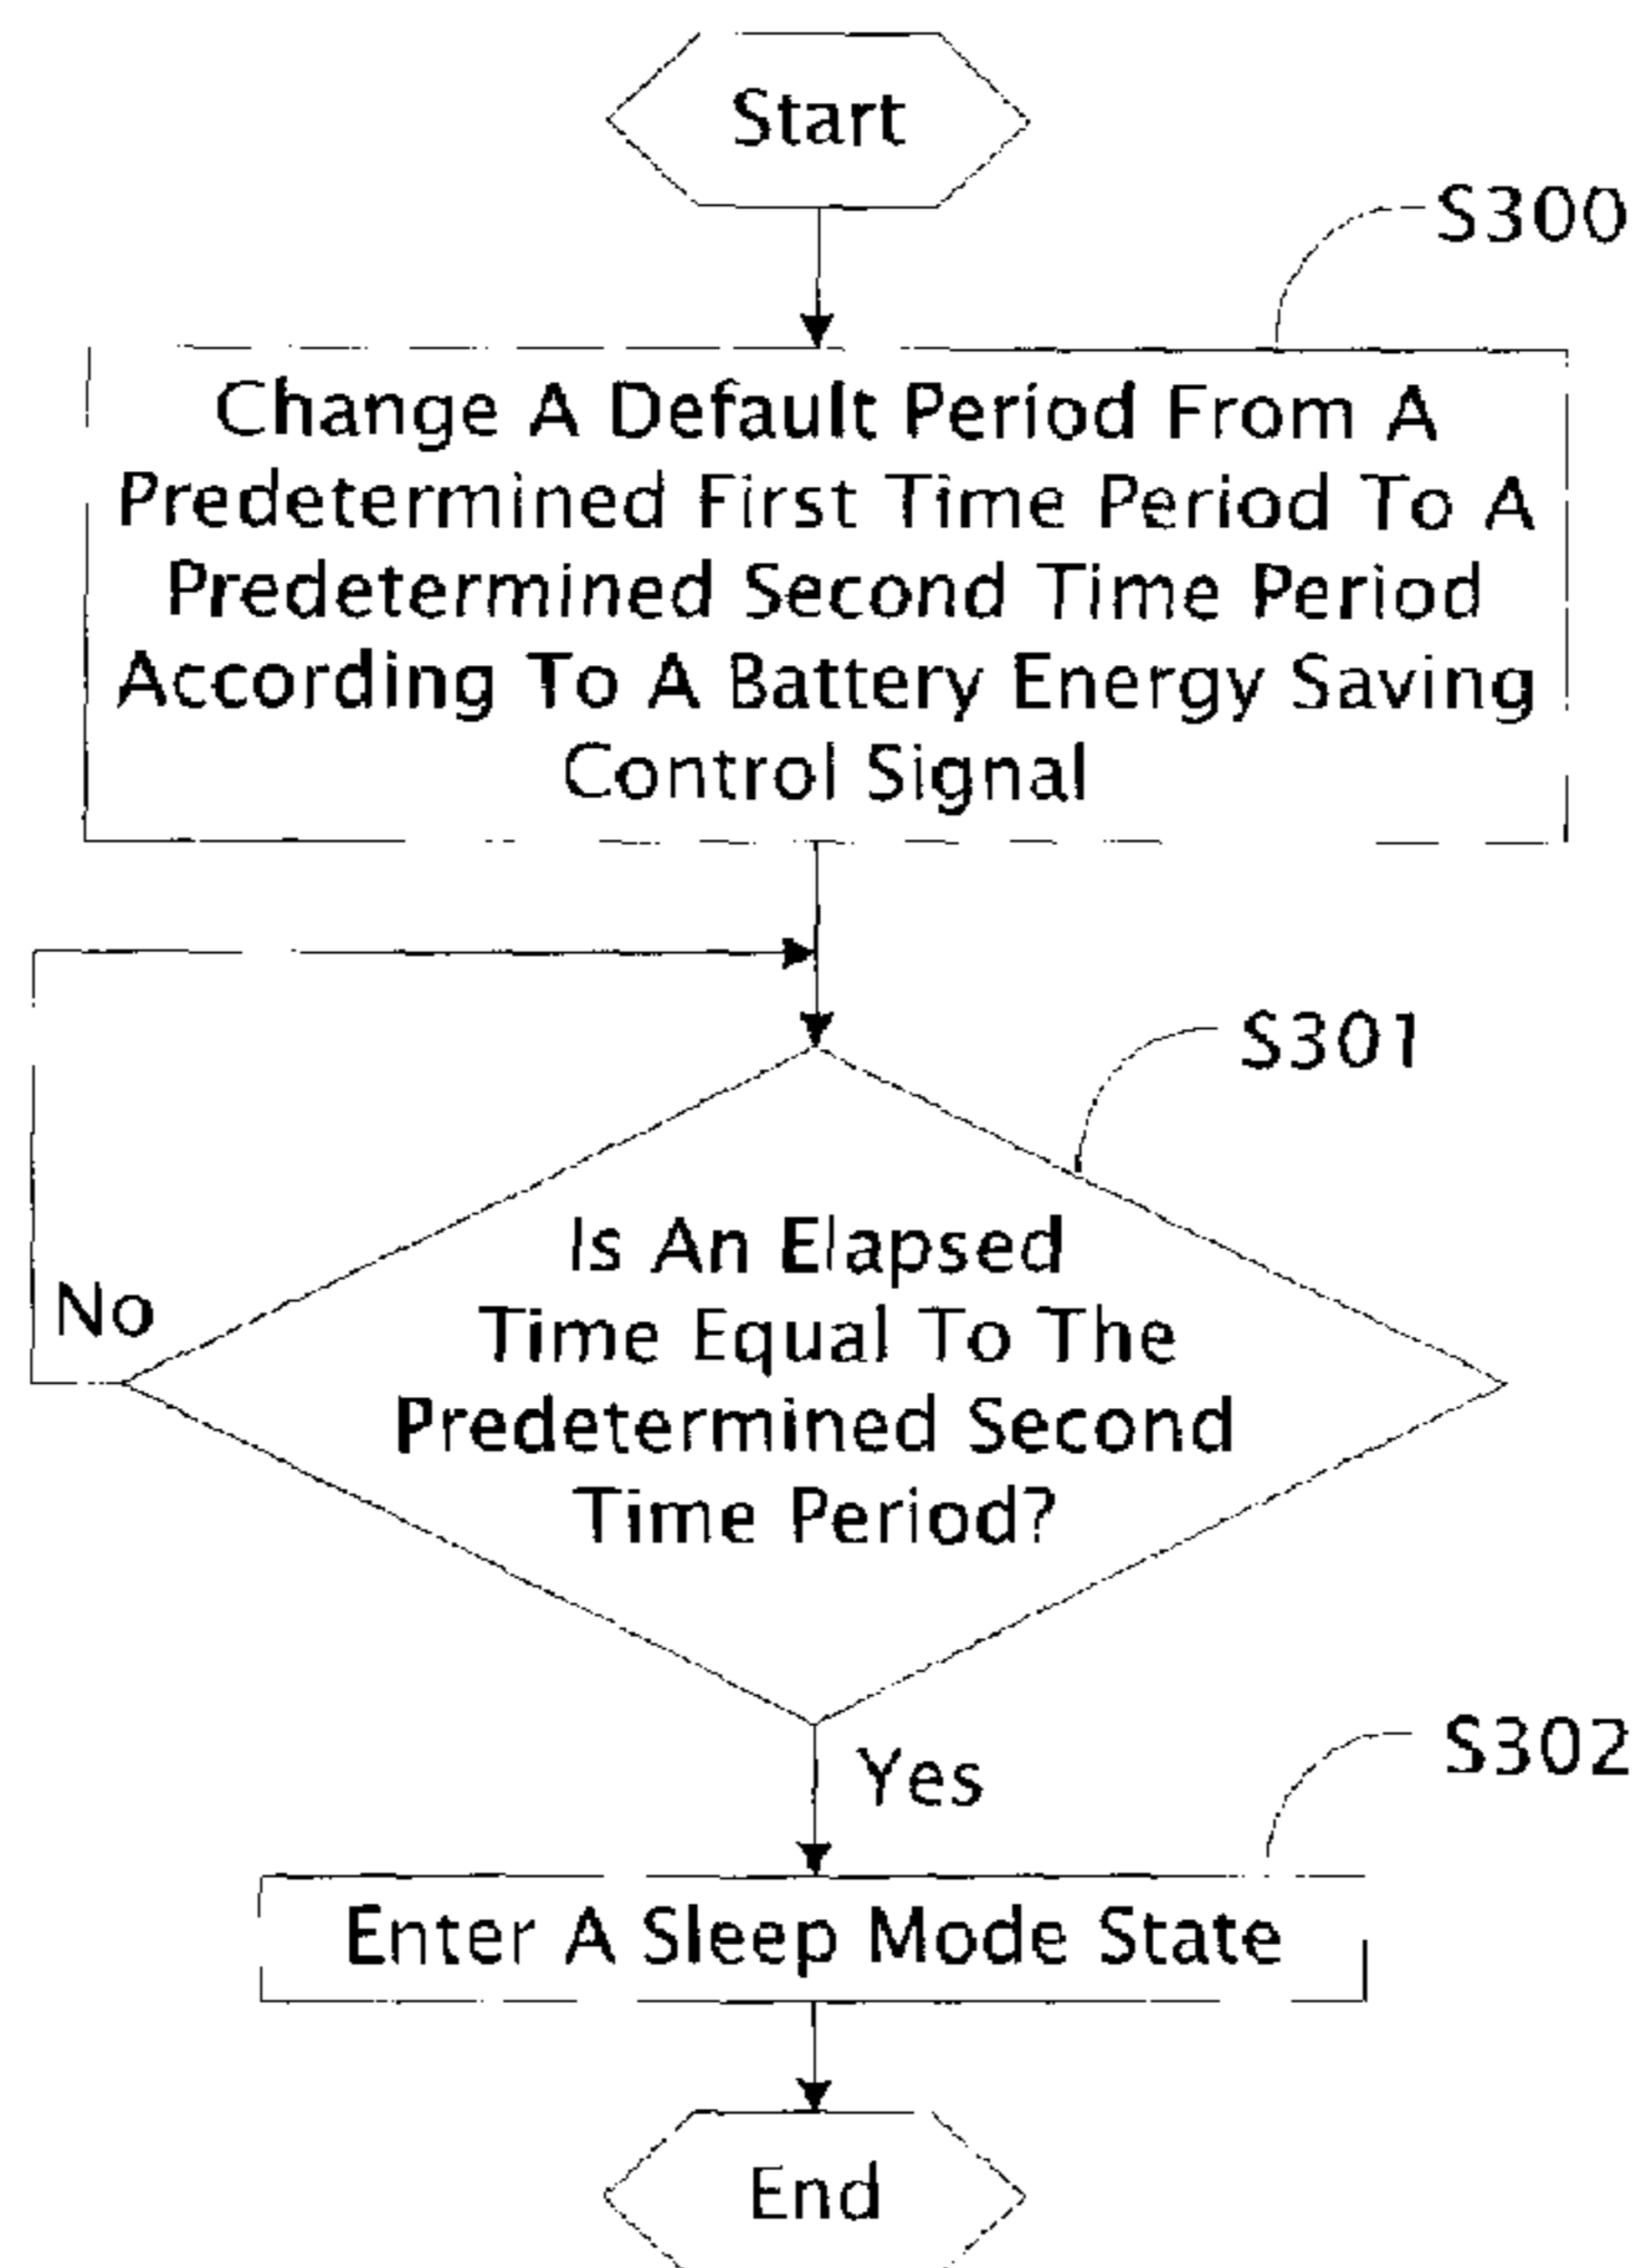 Start
S300
Change A Default Period From A
Predetermined First Time Period To A
Predetermined Second Time Period
According To A Battery Energy Saving
Control Signal
S301
Is An Elapsed
Time Equal To The
Predetermined Second
Time Period?
No
Yes
S302
Enter A Sleep Mode State
End